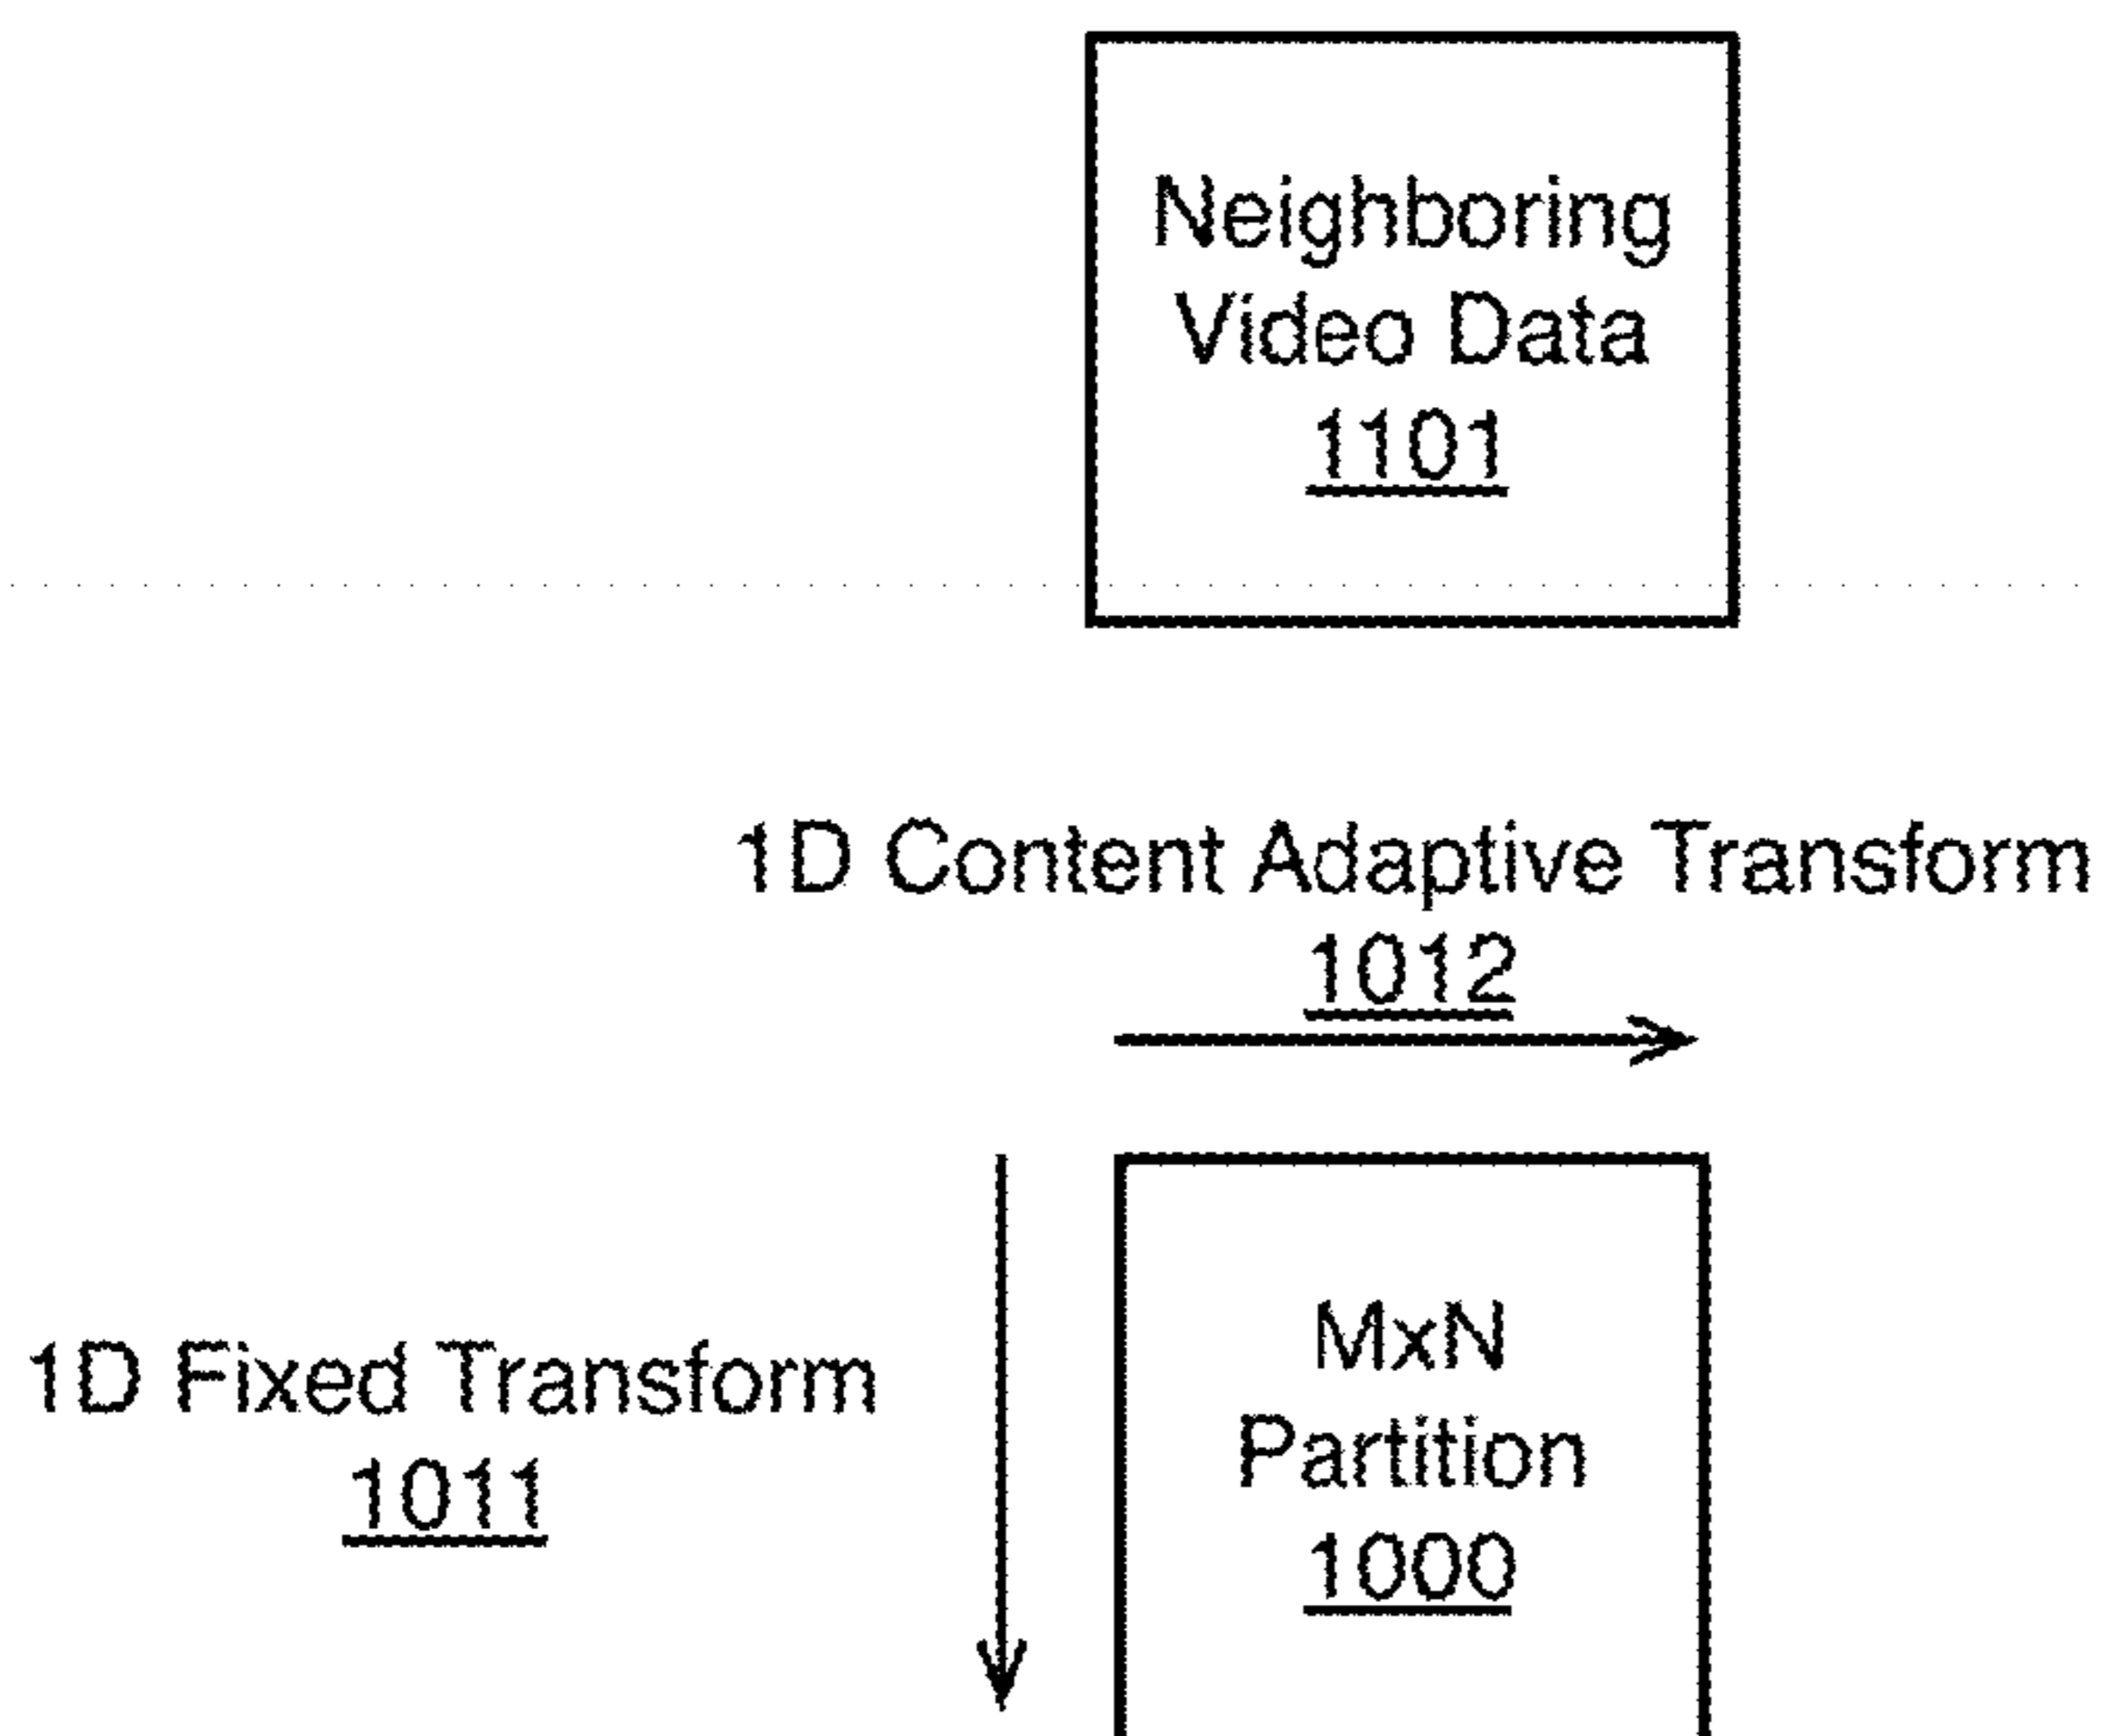 Neighboring
Video Data
1101
1D Content Adaptive Transform
1012
1D Fixed Transform
1011
MxN
Partition
1000